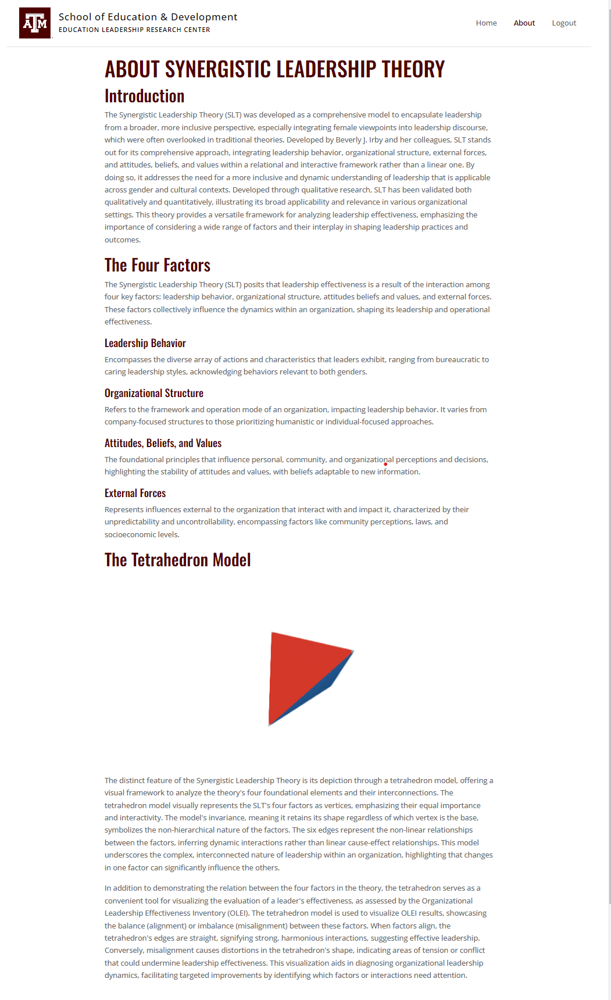 School of Education & Development
EDUCATION LEADERSHIP RESEARCH CENTER
Home About Logout
ABOUT SYNERGISTIC LEADERSHIP THEORY
Introduction
The Synergistic Leadership Theory (SLT) was developed as a comprehensive model to encapsulate leadership
from a broader, more inclusive perspective, especially integrating female viewpoints into leadership discourse,
which were often overlooked in traditional theories. Developed by Beverly J. Irby and her colleagues, SLT stands
out for its comprehensive approach, integrating leadership behavior, organizational structure, external forces,
and attitudes, beliefs, and values within a relational and interactive framework rather than a linear one. By
doing so, it addresses the need for a more inclusive and dynamic understanding of leadership that is applicable
across gender and cultural contexts. Developed through qualitative research, SLT has been validated both
qualitatively and quantitatively, illustrating its broad applicability and relevance in various organizational
settings. This theory provides a versatile framework for analyzing leadership effectiveness, emphasizing the
importance of considering a wide range of factors and their interplay in shaping leadership practices and
outcomes.
The Four Factors
The Synergistic Leadership Theory (SLT) posits that leadership effectiveness is a result of the interaction among
four key factors: leadership behavior, organizational structure, attitudes beliefs and values, and external forces.
These factors collectively influence the dynamics within an organization, shaping its leadership and operational
effectiveness.
Leadership Behavior
Encompasses the diverse array of actions and characteristics that leaders exhibit, ranging from bureaucratic to
caring leadership styles, acknowledging behaviors relevant to both genders.
Organizational Structure
Refers to the framework and operation mode of an organization, impacting leadership behavior. It varies from
company-focused structures to those prioritizing humanistic or individual-focused approaches.
Attitudes, Beliefs, and Values
The foundational principles that influence personal, community, and organizational perceptions and decisions,
highlighting the stability of attitudes and values, with beliefs adaptable to new information.
External Forces
Represents influences external to the organization that interact with and impact it, characterized by their
unpredictability and uncontrollability, encompassing factors like community perceptions, laws, and
socioeconomic levels.
The Tetrahedron Model
The distinct feature of the Synergistic Leadership Theory is its depiction through a tetrahedron model, offering a
visual framework to analyze the theory's four foundational elements and their interconnections. The
tetrahedron model visually represents the SLT's four factors as vertices, emphasizing their equal importance
and interactivity. The model's invariance, meaning it retains its shape regardless of which vertex is the base,
symbolizes the non-hierarchical nature of the factors. The six edges represent the non-linear relationships
between the factors, inferring dynamic interactions rather than linear cause-effect relationships. This model
underscores the complex, interconnected nature of leadership within an organization, highlighting that changes
in one factor can significantly influence the others.
In addition to demonstrating the relation between the four factors in the theory, the tetrahedron serves as a
convenient tool for visualizing the evaluation of a leader's effectiveness, as assessed by the Organizational
Leadership Effectiveness Inventory (OLEI). The tetrahedron model is used to visualize OLEI results, showcasing
the balance (alignment) or imbalance (misalignment) between these factors. When factors align, the
tetrahedron's edges are straight, signifying strong, harmonious interactions, suggesting effective leadership.
Conversely, misalignment causes distortions in the tetrahedron's shape, indicating areas of tension or conflict
that could undermine leadership effectiveness. This visualization aids in diagnosing organizational leadership
dynamics, facilitating targeted improvements by identifying which factors or interactions need attention.